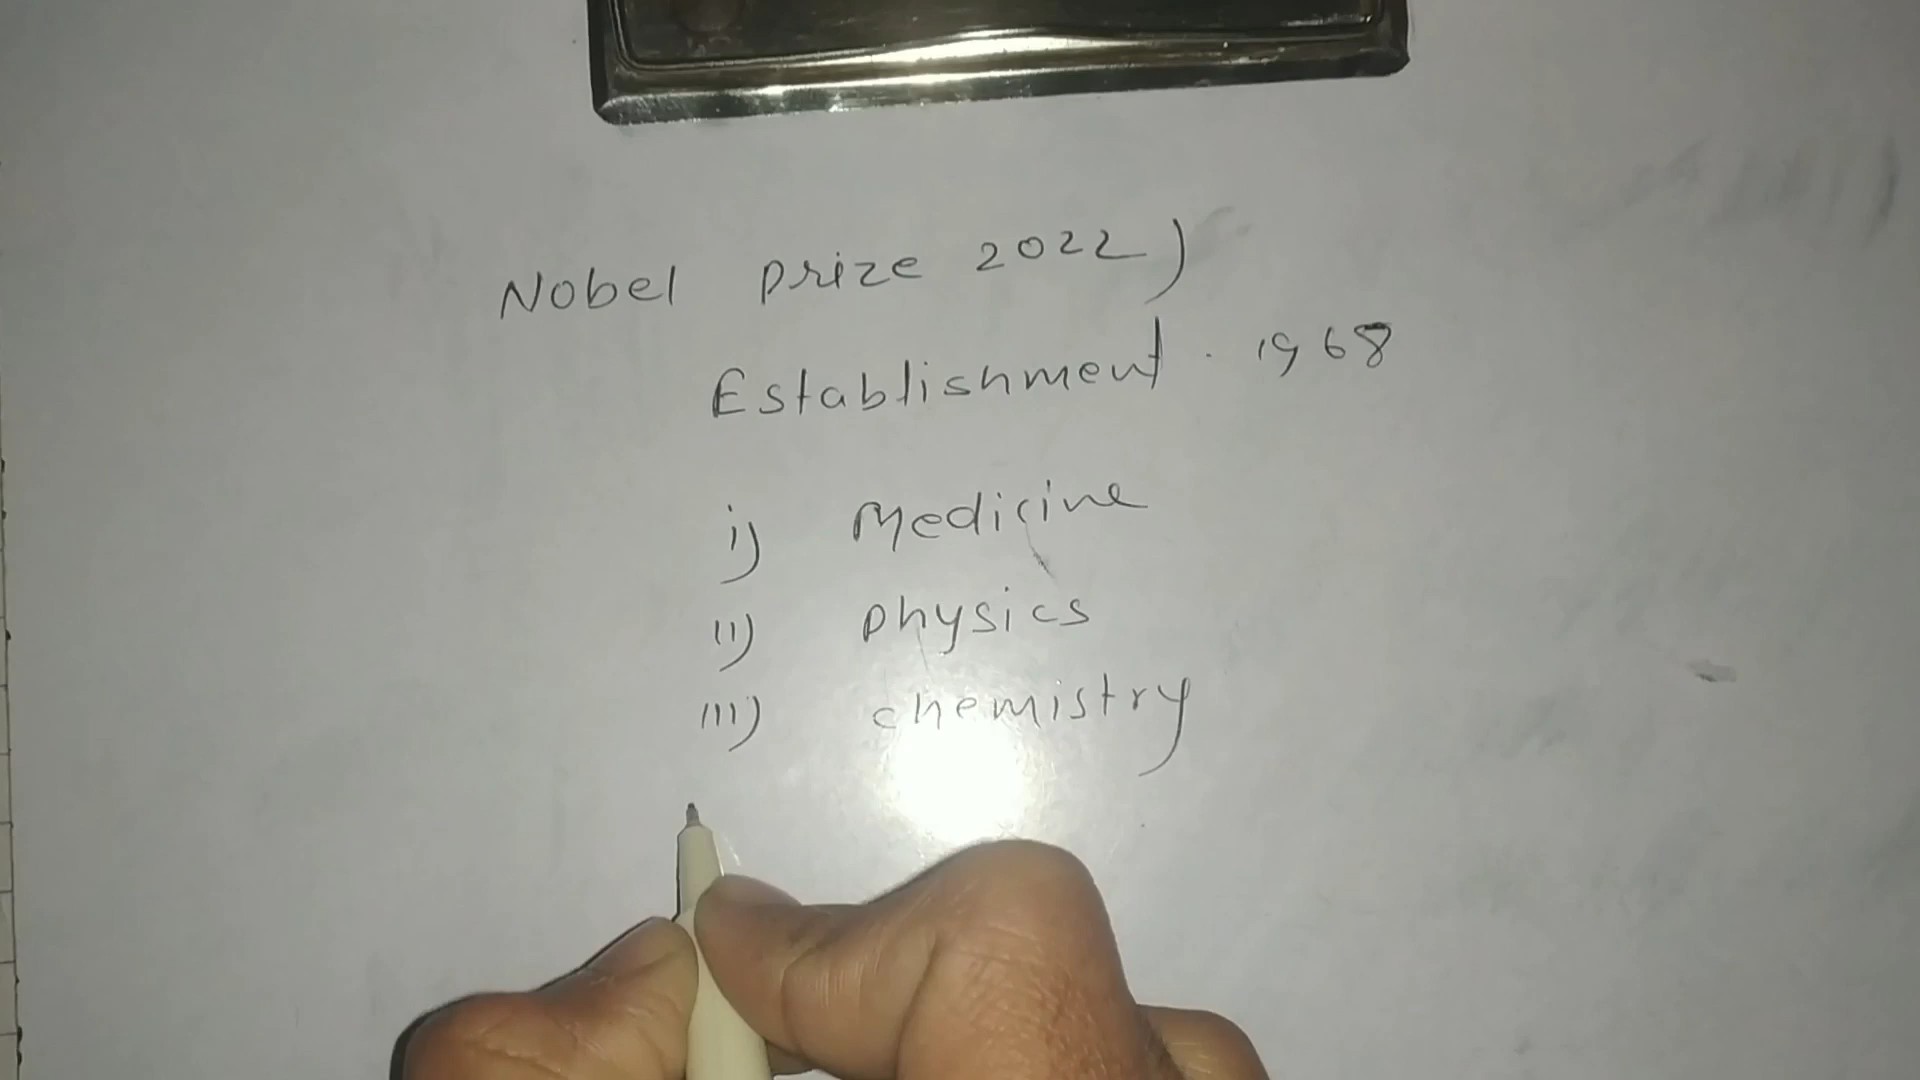 Nobel prize 2022)
Establishment. 1968
i) Medicine
ii) physics
iii) chemistry